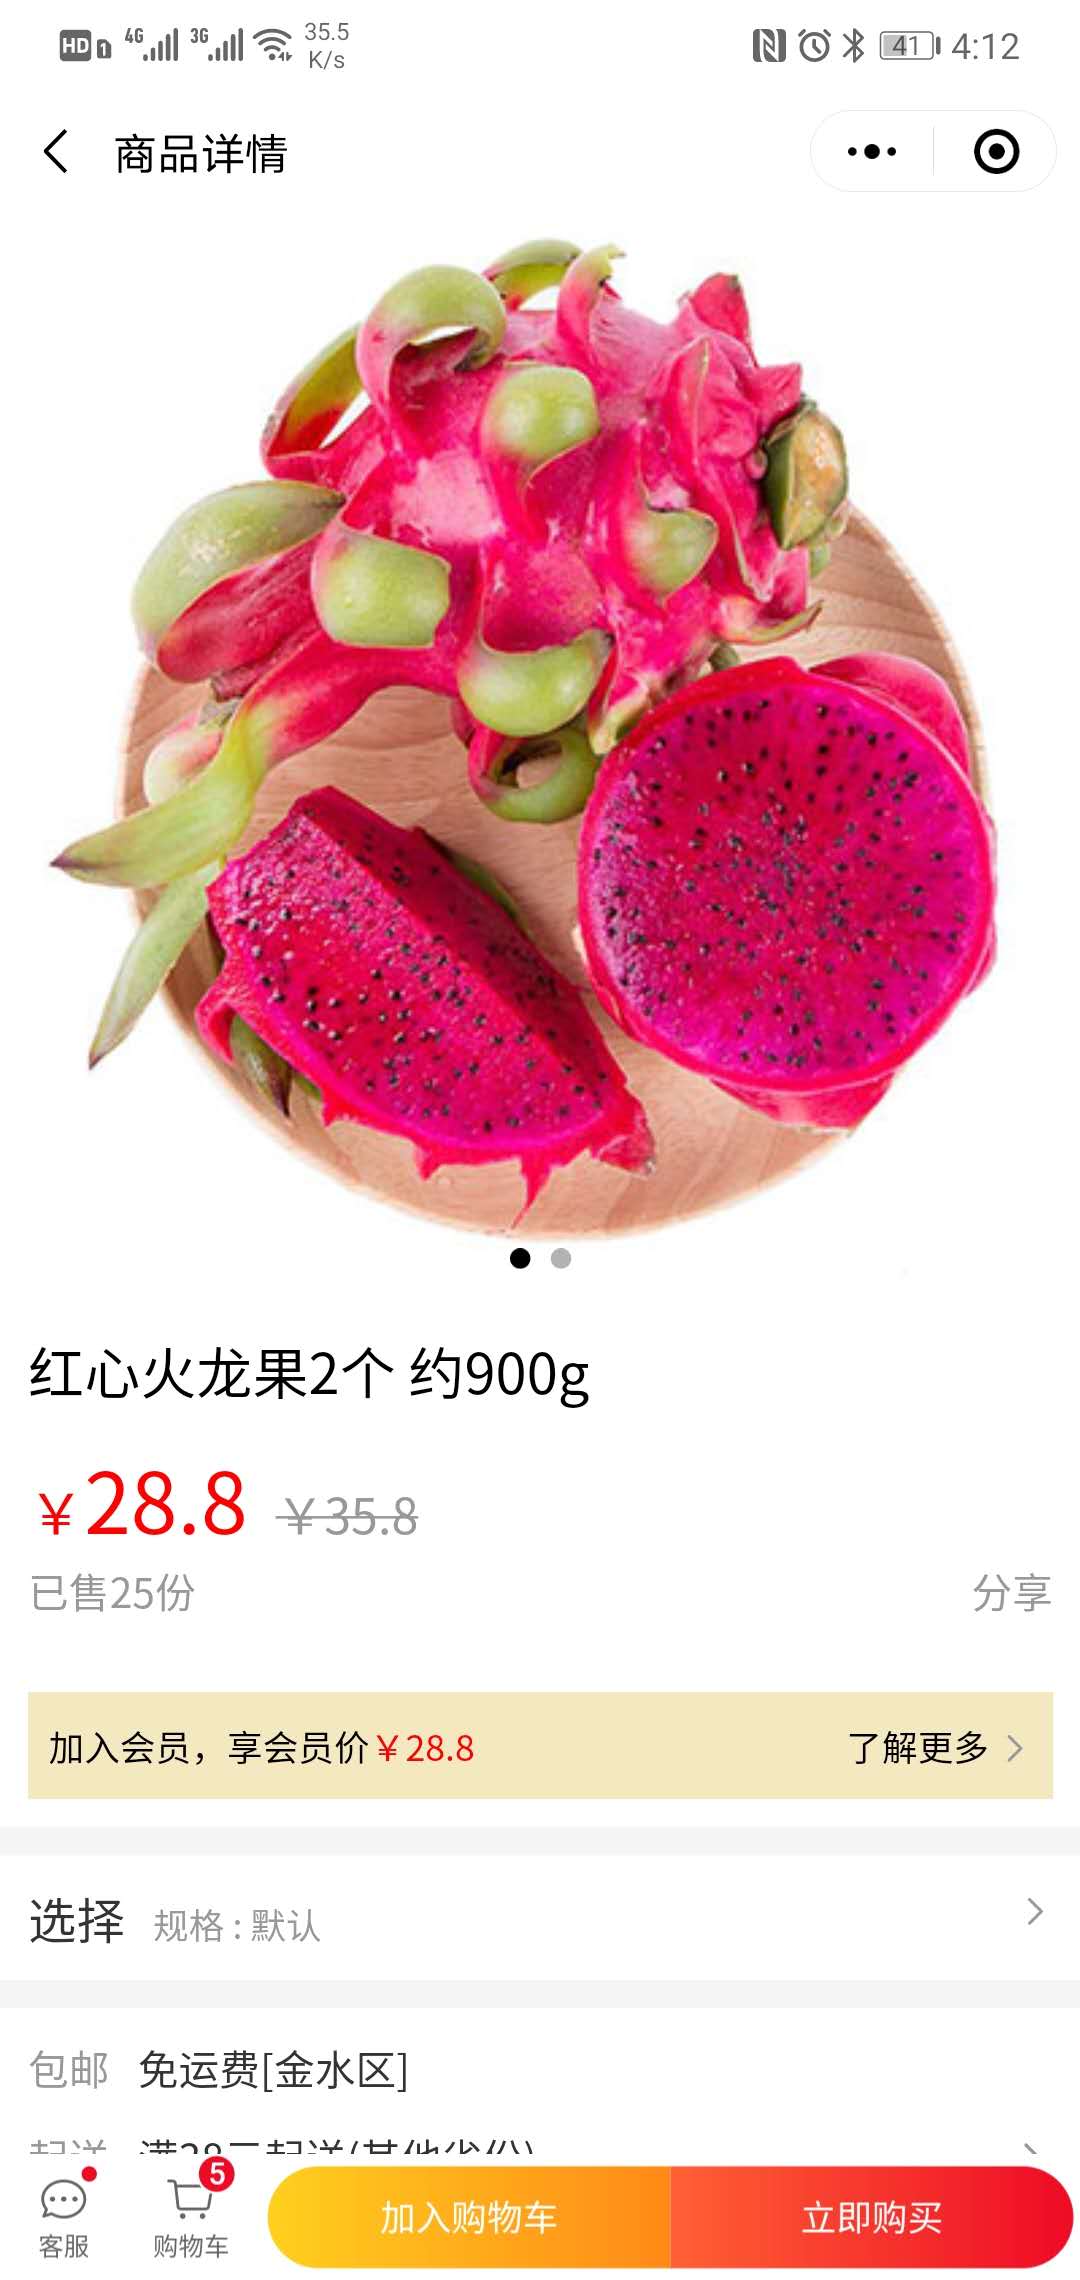 HD 1 4G 3G 35.5 K/s 41 4:12
商品详情
红心火龙果2个 约900g
￥28.8 ￥35.8
已售25份 分享
加入会员，享会员价￥28.8 了解更多
选择 规格 : 默认
包邮 免运费[金水区]
5
客服 购物车 加入购物车 立即购买